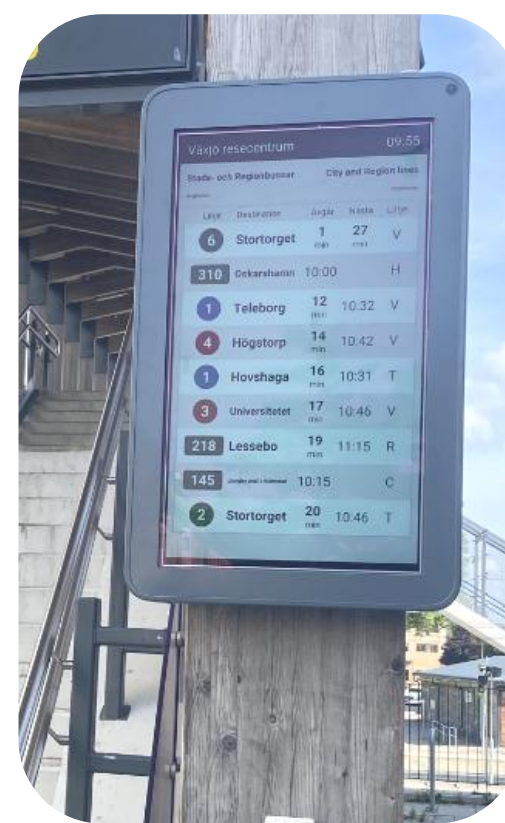 Växjö resecentrum 09:55
Stads- och Regionbussar City and Region lines
Linje Destination Avgår Nästa Läge
6 Stortorget 1 min 27 min V
310 Oskarshamn 10:00 H
1 Teleborg 12 min 10:32 V
4 Högstorp 14 min 10:42 V
1 Hovshaga 16 min 10:31 T
3 Universitetet 17 min 10:46 V
218 Lessebo 19 min 11:15 R
145 10:15 C
2 Stortorget 20 min 10:46 T